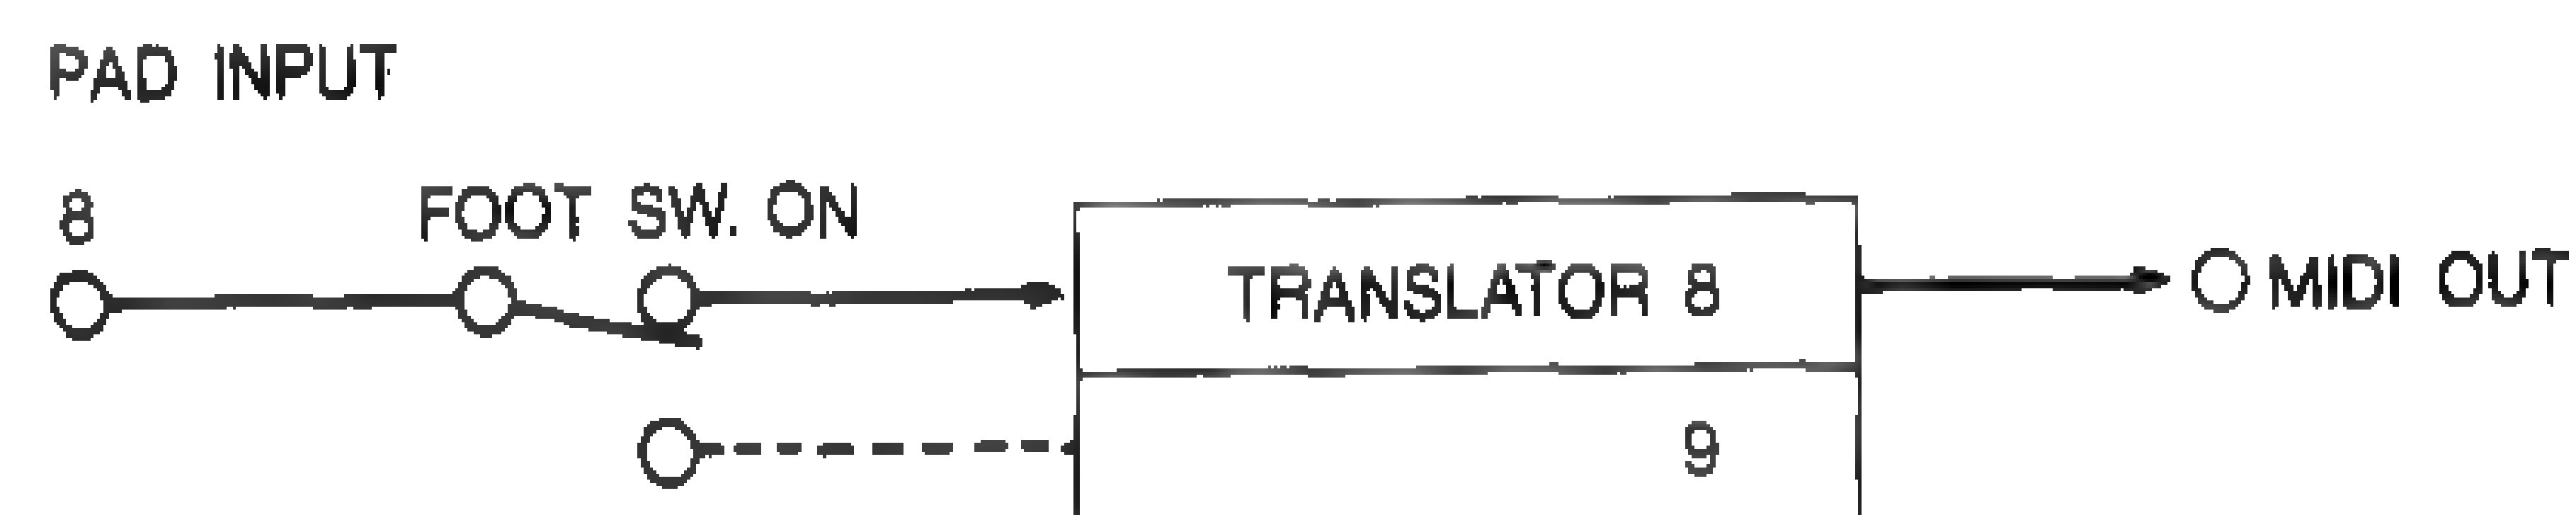 PAD INPUT
8
FOOT SW. ON
TRANSLATOR 8
MIDI OUT
9